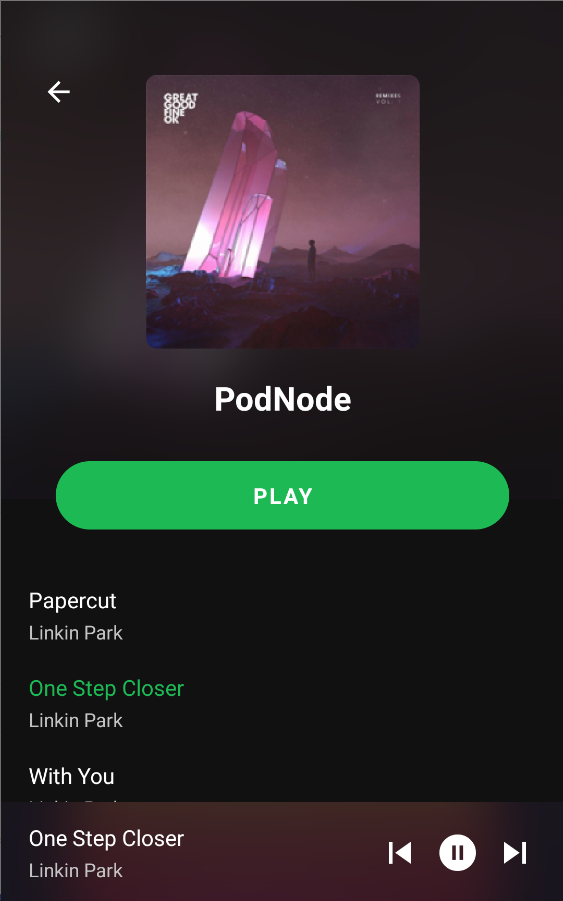 GREAT
GOOD
FINE
OK
REMIXES
VOL. 1
PodNode
PLAY
Papercut
Linkin Park
One Step Closer
Linkin Park
With You
One Step Closer
Linkin Park